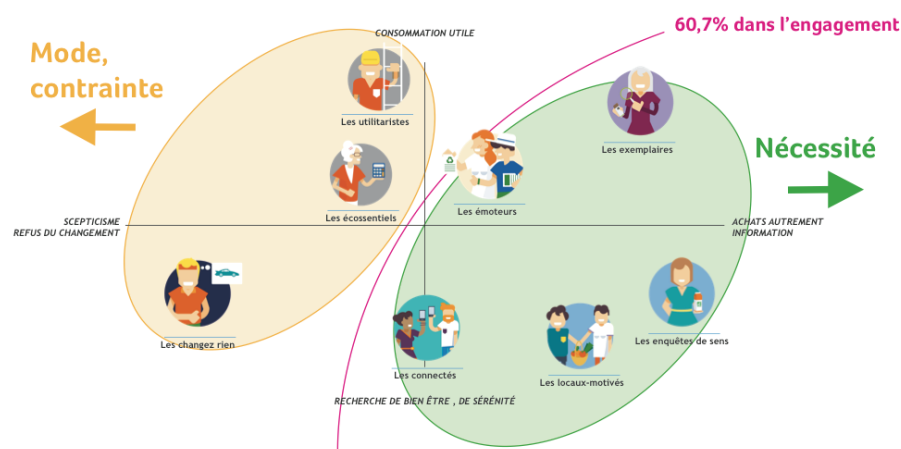 CONSOMMATION UTILE
60,7% dans l'engagement
Mode,
contrainte
Les utilitaristes
Les exemplaires
Nécessité
Les écossentiels
Les émoteurs
SCEPTICISME
REFUS DU CHANGEMENT
ACHATS AUTREMENT
INFORMATION
Les changez rien
Les connectés
Les locaux-motivés
Les enquêtes de sens
RECHERCHE DE BIEN ÊTRE , DE SÉRÉNITÉ